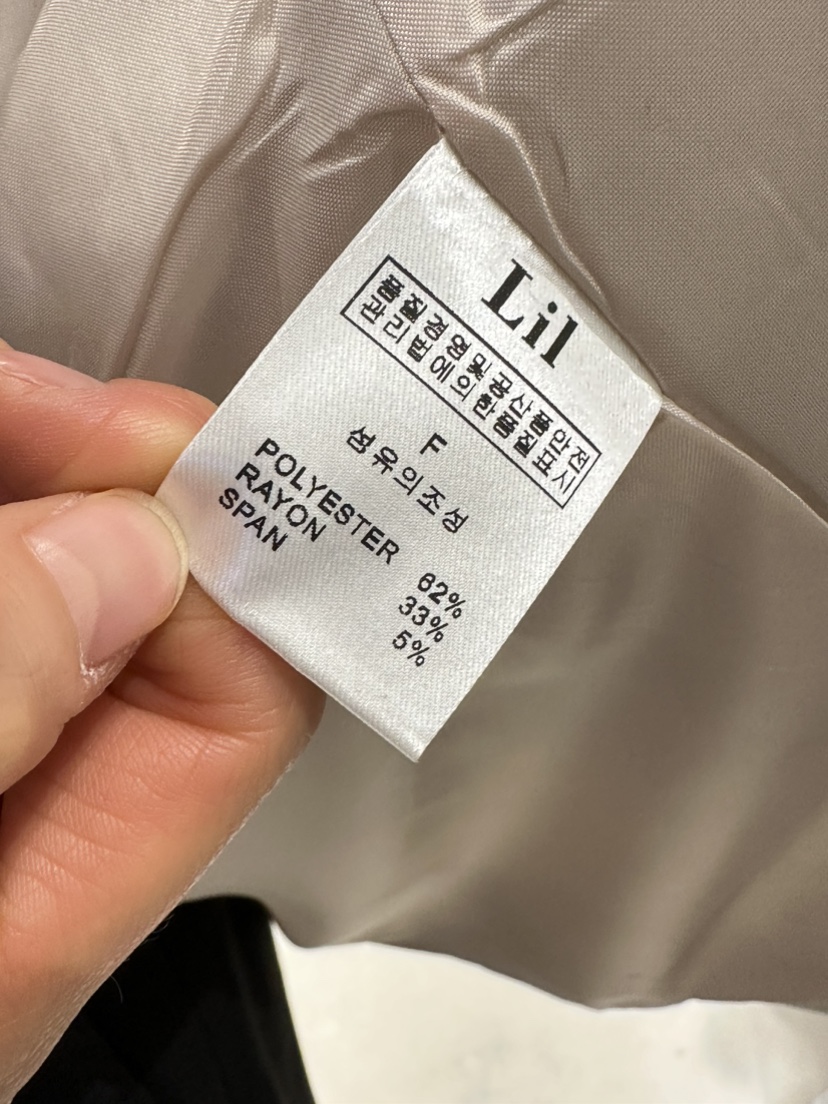 Lil
품질경영및공산품안전
관리법에의한품질표시
F
섬유의조성
POLYESTER 62%
RAYON 33%
SPAN 5%